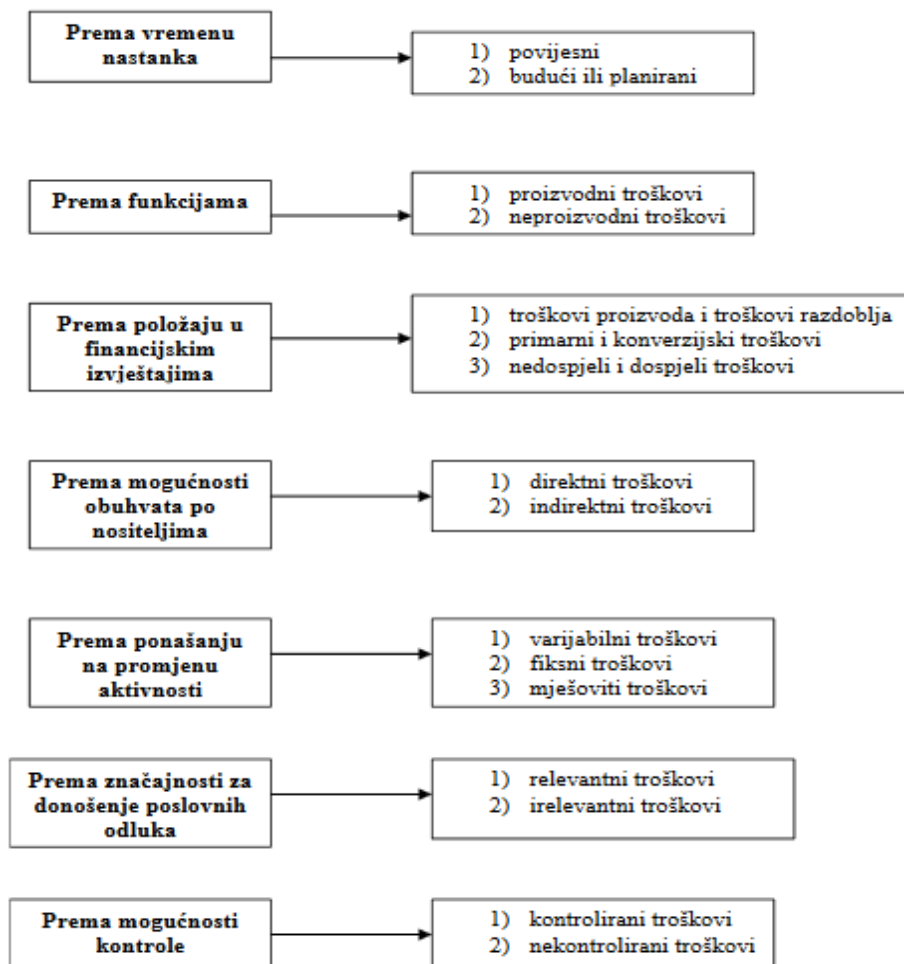 Prema vremenu
nastanka
1) povijesni
2) budući ili planirani
Prema funkcijama
1) proizvodni troškovi
2) neproizvodni troškovi
Prema položaju u
financijskim
izvještajima
1) troškovi proizvoda i troškovi razdoblja
2) primarni i konverzijski troškovi
3) nedospjeli i dospjeli troškovi
Prema mogućnosti
obuhvata po
nositeljima
1) direktni troškovi
2) indirektni troškovi
Prema ponašanju
na promjenu
aktivnosti
1) varijabilni troškovi
2) fiksni troškovi
3) mješoviti troškovi
Prema značajnosti za
donošenje poslovnih
odluka
1) relevantni troškovi
2) irelevantni troškovi
Prema mogućnosti
kontrole
1) kontrolirani troškovi
2) nekontrolirani troškovi